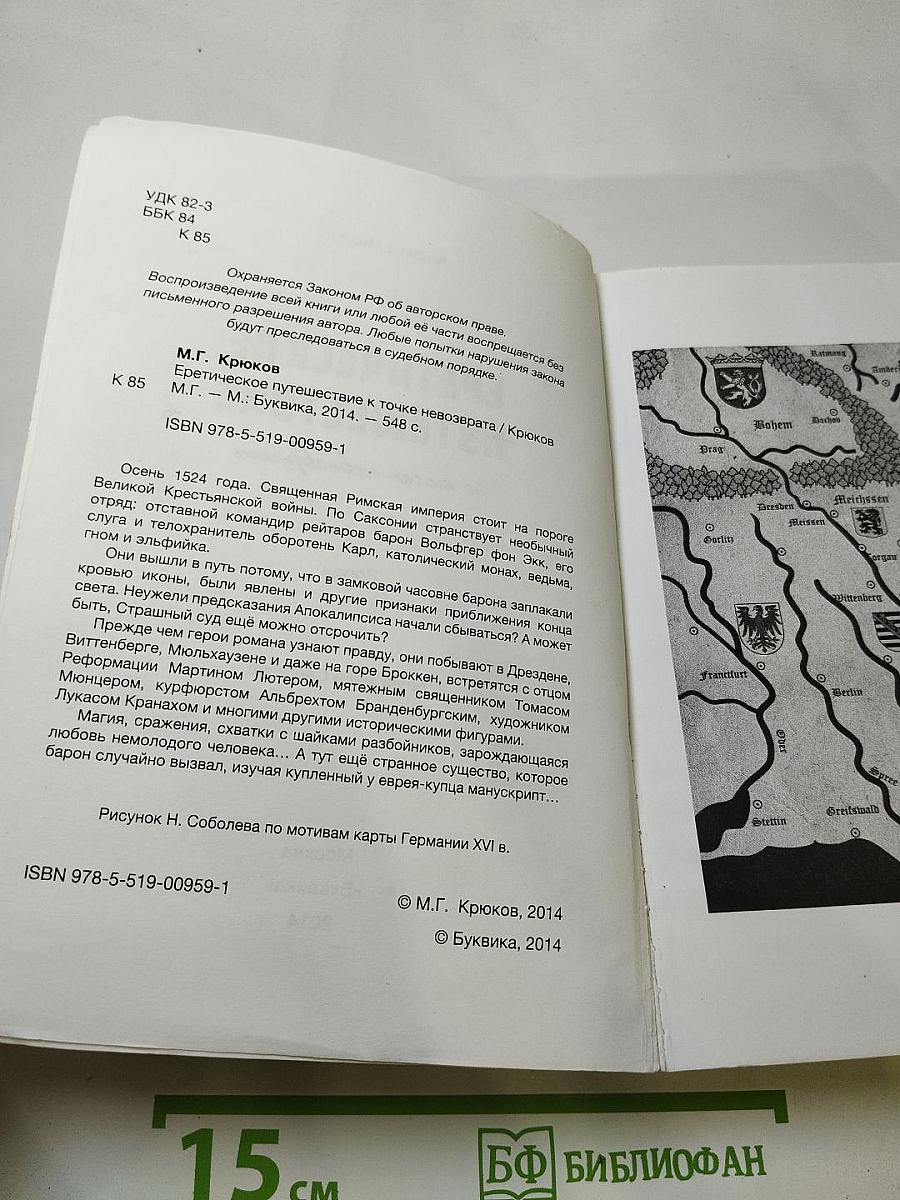 УДК 82-3
ББК 84
К 85
Охраняется Законом РФ об авторском праве.
Воспроизведение всей книги или любой её части воспрещается без
письменного разрешения автора. Любые попытки нарушения закона
будут преследоваться в судебном порядке.
М.Г. Крюков
К 85 Еретическое путешествие к точке невозврата / Крюков
М.Г. — М.: Буквика, 2014. — 548 с.
ISBN 978-5-519-00959-1
Осень 1524 года. Священная Римская империя стоит на пороге
Великой Крестьянской войны. По Саксонии странствует необычный
отряд: отставной командир рейтаров барон Вольфгер фон Экк, его
слуга и телохранитель оборотень Карл, католический монах, ведьма,
гном и эльфийка.
Они вышли в путь потому, что в замковой часовне барона заплакали
кровью иконы, были явлены и другие признаки приближения конца
света. Неужели предсказания Апокалипсиса начали сбываться? А может
быть, Страшный суд ещё можно отсрочить?
Прежде чем герои романа узнают правду, они побывают в Дрездене,
Виттенберге, Мюльхаузене и даже на горе Броккен, встретятся с отцом
Реформации Мартином Лютером, мятежным священником Томасом
Мюнцером, курфюрстом Альбрехтом Бранденбургским, художником
Лукасом Кранахом и многими другими историческими фигурами.
Магия, сражения, схватки с шайками разбойников, зарождающаяся
любовь немолодого человека... А тут ещё странное существо, которое
барон случайно вызвал, изучая купленный у еврея-купца манускрипт...
Рисунок Н. Соболева по мотивам карты Германии XVI в.
ISBN 978-5-519-00959-1
© М.Г. Крюков, 2014
© Буквика, 2014
Ratmang
Bohem
Dachou
Prag
Dresden
Meichssen
Meissen
Gorlitz
Wittenberg
Franctfurt
Berlin
Oder
Spree
Stettin
Greifswald
15 см
БФ БИБЛИОФАН